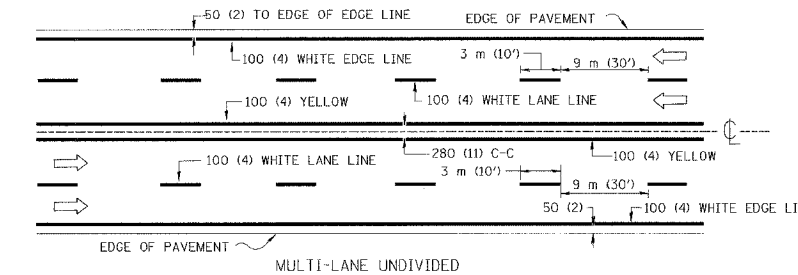 50 (2) TO EDGE OF EDGE LINE
EDGE OF PAVEMENT
100 (4) WHITE EDGE LINE
3 m (10')
9 m (30')
100 (4) YELLOW
100 (4) WHITE LANE LINE
CL
100 (4) WHITE LANE LINE
280 (11) C-C
100 (4) YELLOW
3 m (10')
9 m (30')
50 (2)
100 (4) WHITE EDGE LI
EDGE OF PAVEMENT
MULTI-LANE UNDIVIDED